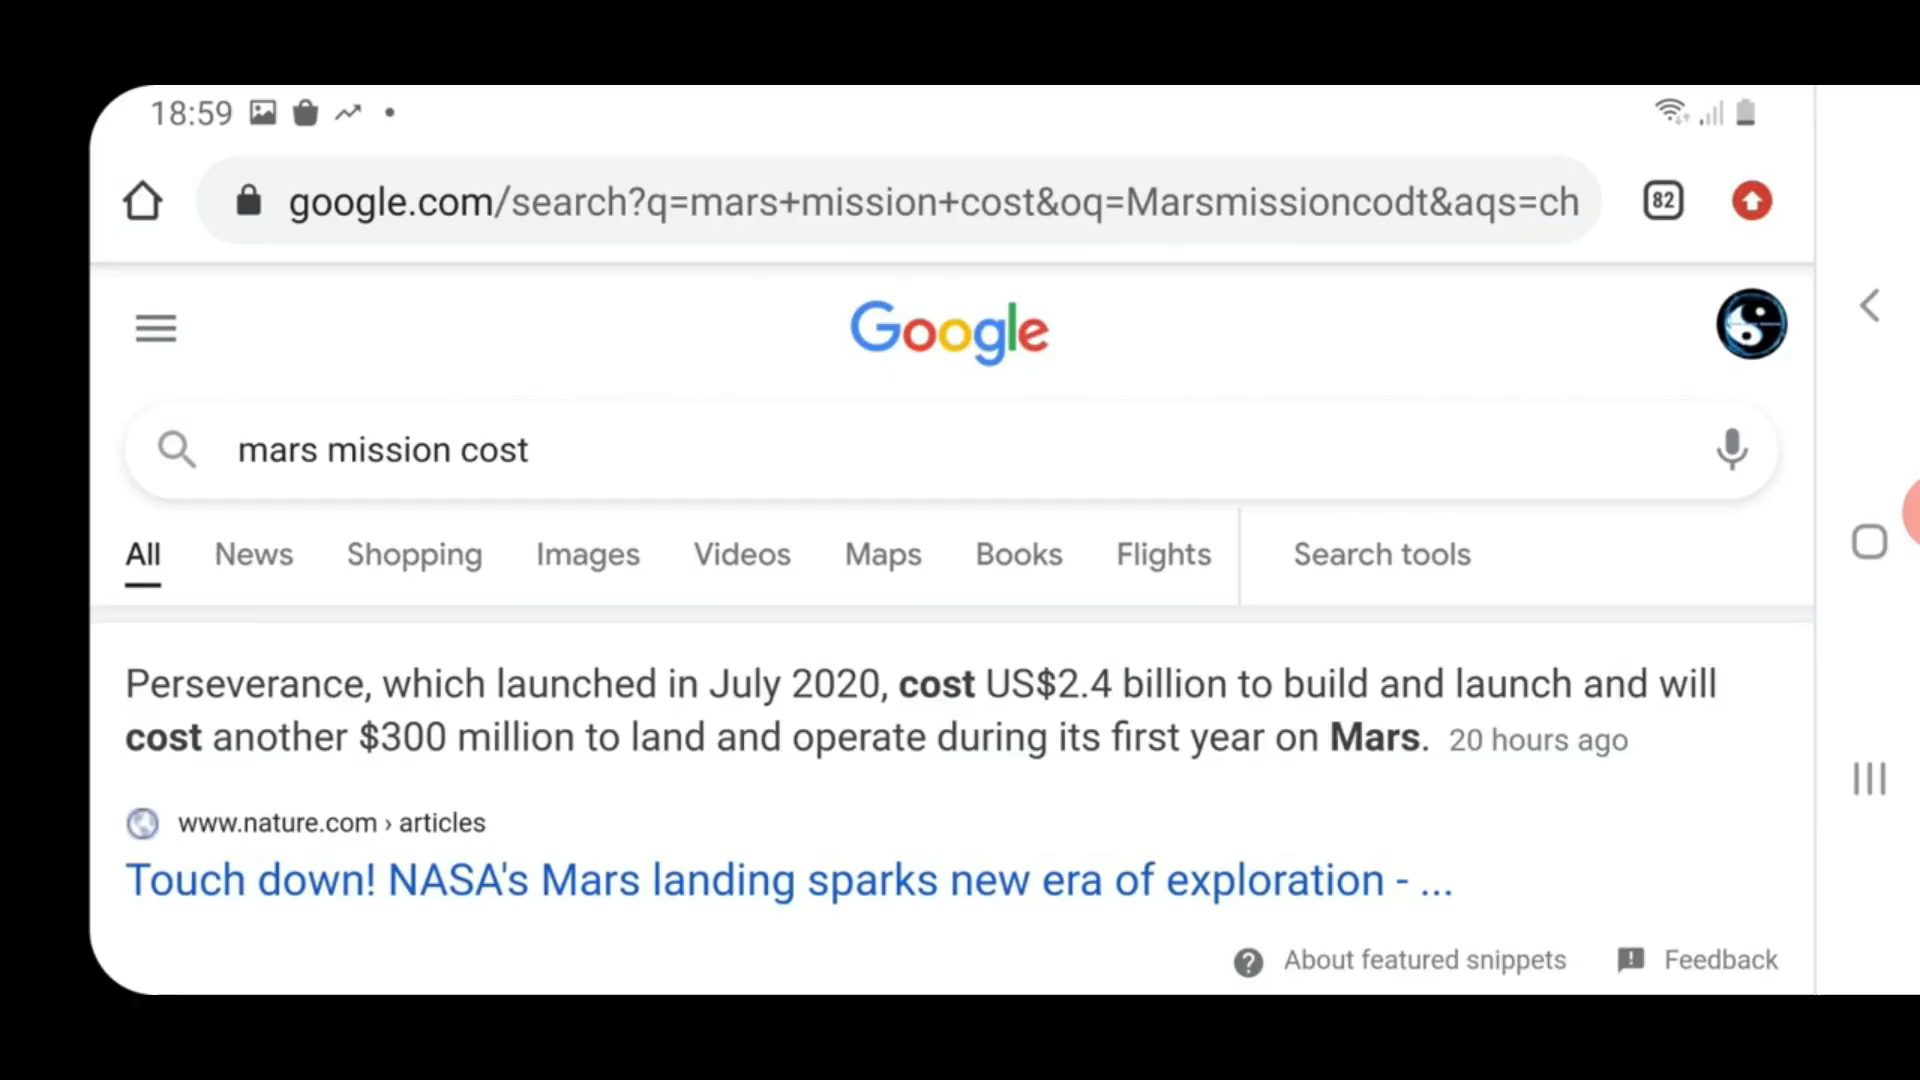 18:59
google.com/search?q=mars+mission+cost&oq=Marsmissioncodt&aqs=ch
82
Google
mars mission cost
All News Shopping Images Videos Maps Books Flights Search tools
Perseverance, which launched in July 2020, cost US$2.4 billion to build and launch and will
cost another $300 million to land and operate during its first year on Mars. 20 hours ago
www.nature.com › articles
Touch down! NASA's Mars landing sparks new era of exploration - ...
About featured snippets Feedback